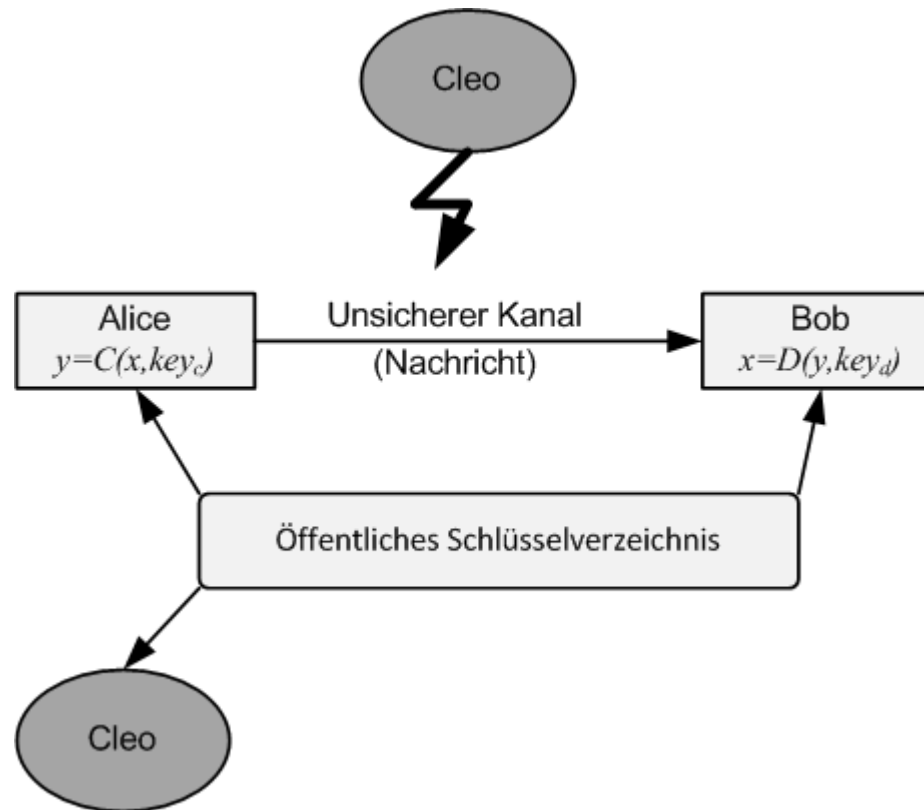 Cleo
Alice
y=C(x,key_c)
Unsicherer Kanal
(Nachricht)
Bob
x=D(y,key_d)
Öffentliches Schlüsselverzeichnis
Cleo